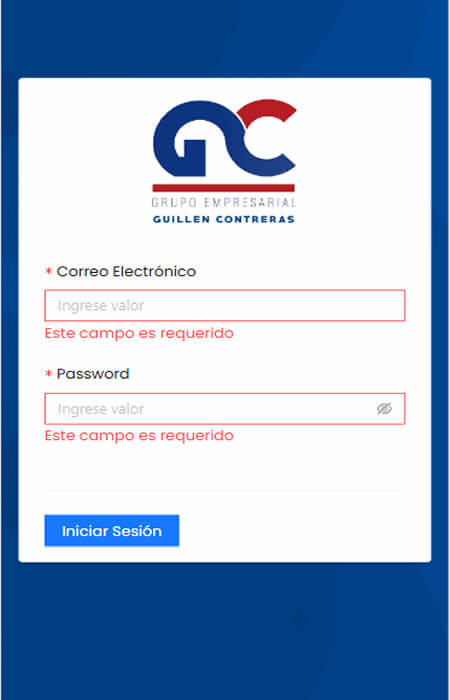 GC
GRUPO EMPRESARIAL
GUILLEN CONTRERAS
* Correo Electrónico
Ingrese valor
Este campo es requerido
* Password
Ingrese valor
Este campo es requerido
Iniciar Sesión